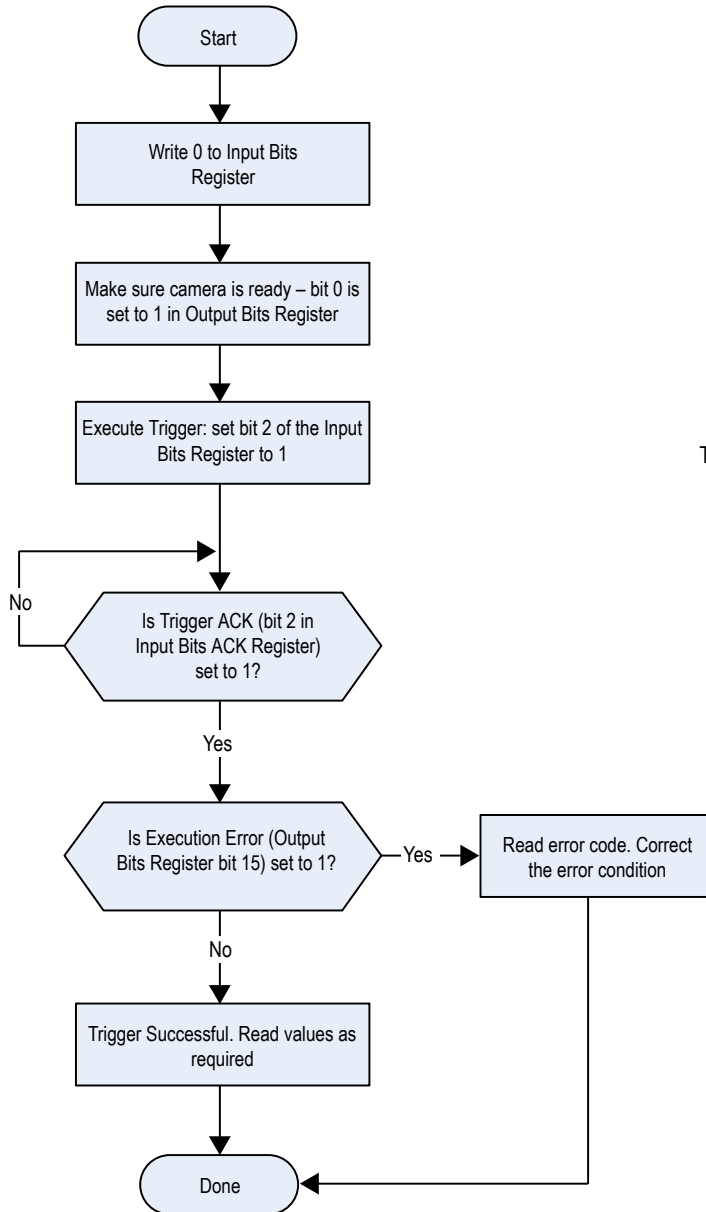 Start
Write 0 to Input Bits
Register
Make sure camera is ready – bit 0 is
set to 1 in Output Bits Register
Execute Trigger: set bit 2 of the Input
Bits Register to 1
T
No
Is Trigger ACK (bit 2 in
Input Bits ACK Register)
set to 1?
Yes
Is Execution Error (Output
Bits Register bit 15) set to 1?
Yes
Read error code. Correct
the error condition
No
Trigger Successful. Read values as
required
Done